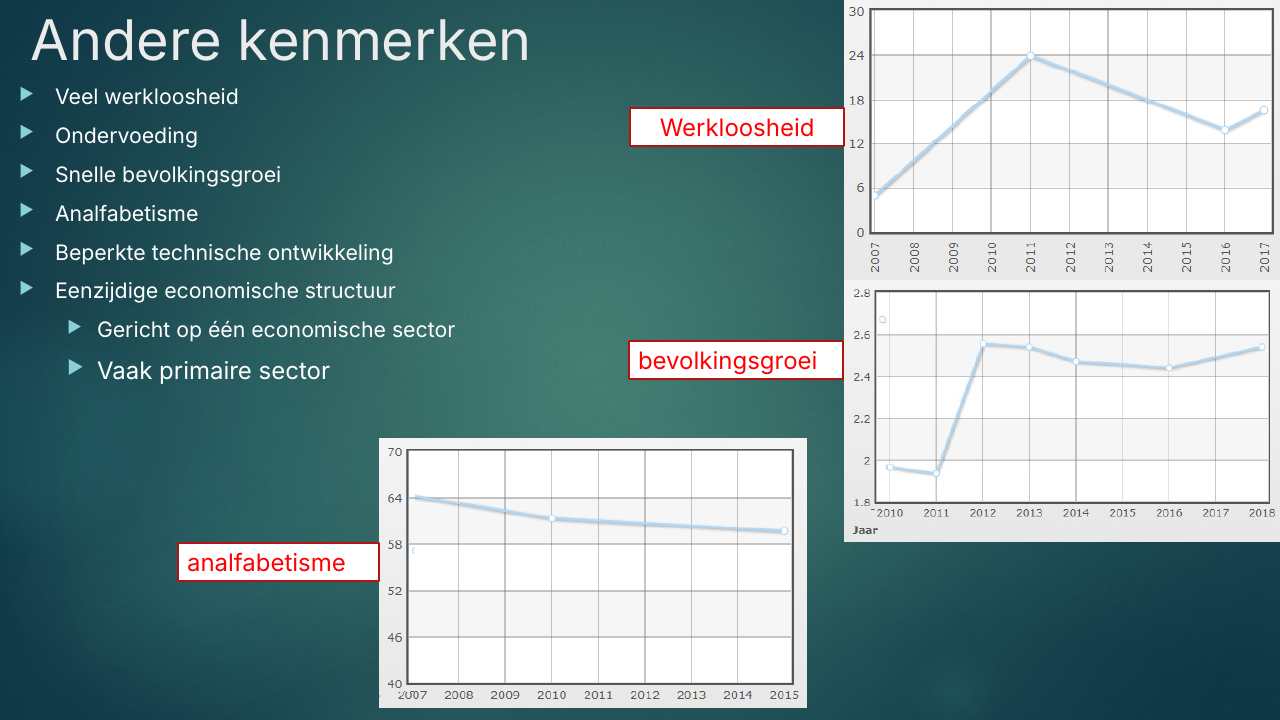 Andere kenmerken
Veel werkloosheid
Ondervoeding
Snelle bevolkingsgroei
Analfabetisme
Beperkte technische ontwikkeling
Eenzijdige economische structuur
Gericht op één economische sector
Vaak primaire sector
Werkloosheid
30
24
18
12
6
0
2007 2008 2009 2010 2011 2012 2013 2014 2015 2016 2017
bevolkingsgroei
2.8
2.6
2.4
2.2
2
1.8
2010 2011 2012 2013 2014 2015 2016 2017 2018
Jaar
analfabetisme
70
64
58
52
46
40
2007 2008 2009 2010 2011 2012 2013 2014 2015